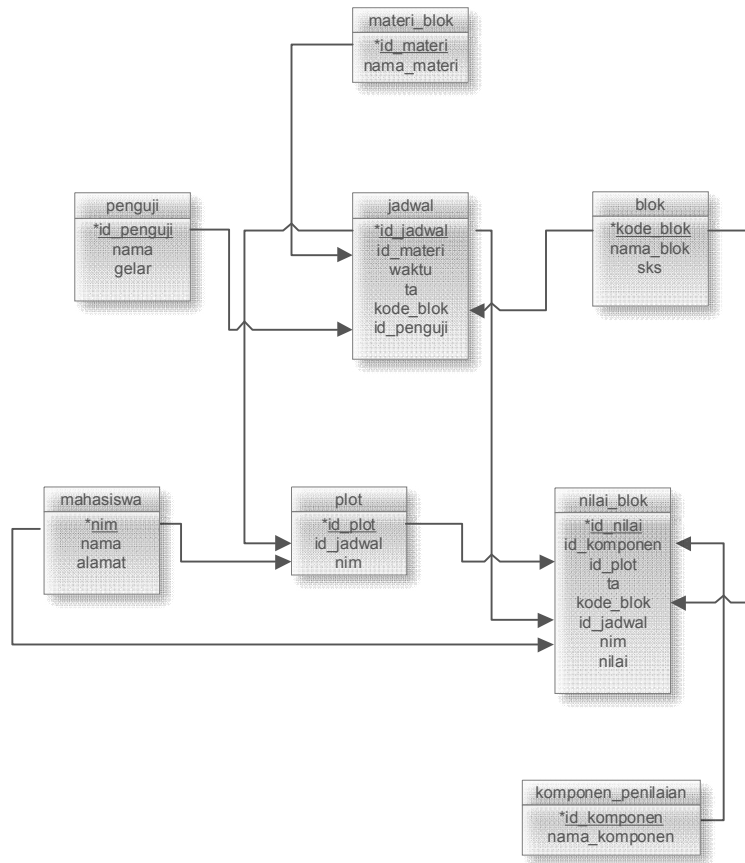 materi_blok
*id_materi
nama_materi
penguji
*id_penguji
nama
gelar
jadwal
*id_jadwal
id_materi
waktu
ta
kode_blok
id_penguji
blok
*kode_blok
nama_blok
sks
mahasiswa
*nim
nama
alamat
plot
*id_plot
id_jadwal
nim
nilai_blok
*id_nilai
id_komponen
id_plot
ta
kode_blok
id_jadwal
nim
nilai
komponen_penilaian
*id_komponen
nama_komponen